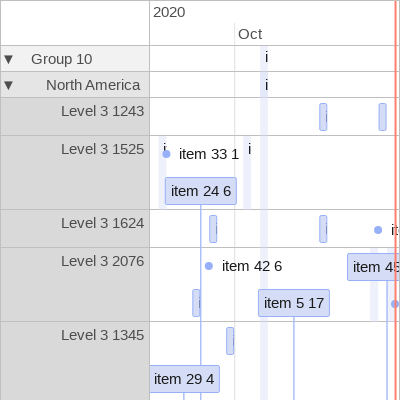 2020
Oct
▼ Group 10 i
▼ North America i
Level 3 1243 i
Level 3 1525 i item 33 1 i
item 24 6
Level 3 1624 i i it
Level 3 2076 item 42 6 item 45
i item 5 17
Level 3 1345 i
item 29 4